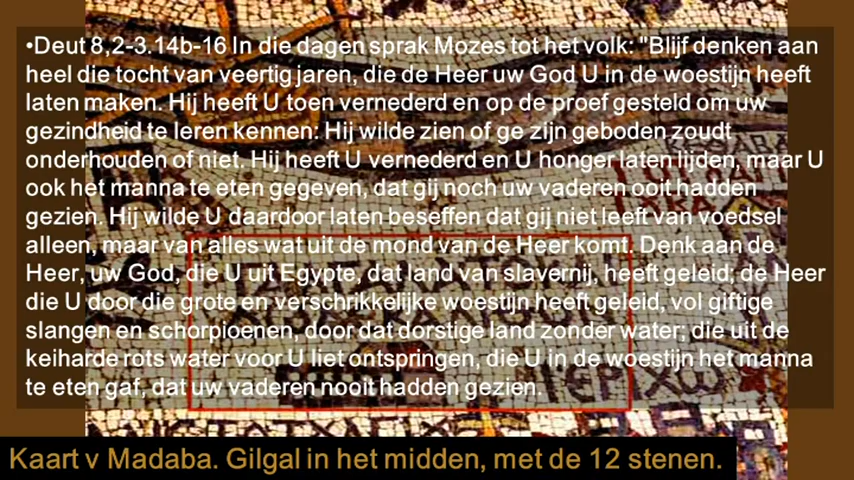 •Deut 8,2-3.14b-16 In die dagen sprak Mozes tot het volk: "Blijf denken aan
heel die tocht van veertig jaren, die de Heer uw God U in de woestijn heeft
laten maken. Hij heeft U toen vernederd en op de proef gesteld om uw
gezindheid te leren kennen: Hij wilde zien of ge zijn geboden zoudt
onderhouden of niet. Hij heeft U vernederd en U honger laten lijden, maar U
ook het manna te eten gegeven, dat gij noch uw vaderen ooit hadden
gezien. Hij wilde U daardoor laten beseffen dat gij niet leeft van voedsel
alleen, maar van alles wat uit de mond van de Heer komt. Denk aan de
Heer, uw God, die U uit Egypte, dat land van slavernij, heeft geleid; de Heer
die U door die grote en verschrikkelijke woestijn heeft geleid, vol giftige
slangen en schorpioenen, door dat dorstige land zonder water; die uit de
keiharde rots water voor U liet ontspringen, die U in de woestijn het manna
te eten gaf, dat uw vaderen nooit hadden gezien.
Kaart v Madaba. Gilgal in het midden, met de 12 stenen.